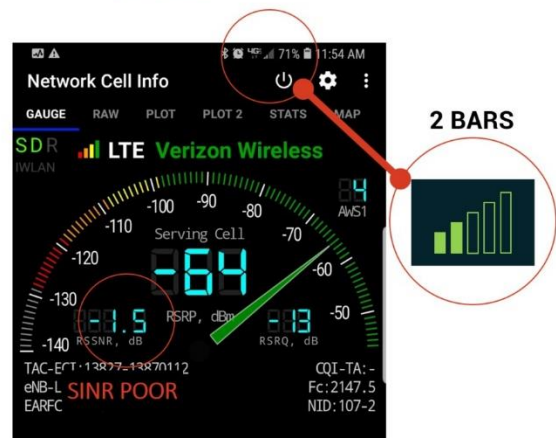 4G 71% 11:54 AM
Network Cell Info
GAUGE RAW PLOT PLOT 2 STATS MAP
2 BARS
SDR LTE Verizon Wireless
IWLAN
4
AWS1
-140 -130 -120 -110 -100 -90 -80 -70 -60 -50
Serving Cell
-64
RSRP, dBm
-1.5
RSSNR, dB
-13
RSRQ, dB
TAC-ECI:13827-13870112 CQI-TA:-
eNB-L SINR POOR Fc:2147.5
EARFC NID:107-2